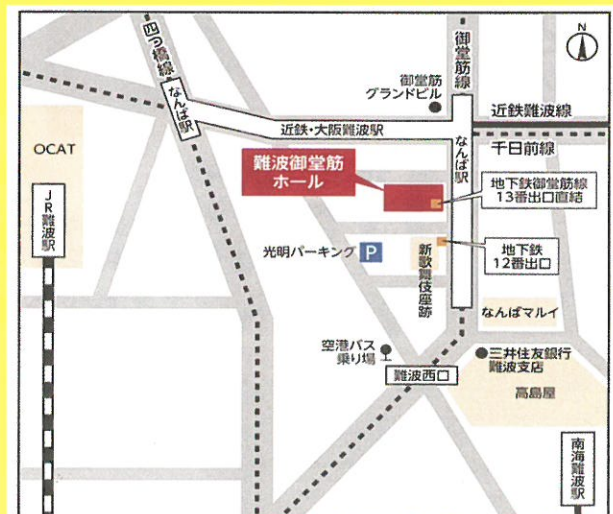 四つ橋線
なんば駅
御堂筋線
N
御堂筋
グランドビル
近鉄難波線
近鉄・大阪難波駅
千日前線
なんば駅
OCAT
JR難波駅
難波御堂筋
ホール
地下鉄御堂筋線
13番出口直結
光明パーキング
P
新歌舞伎座跡
地下鉄
12番出口
なんばマルイ
空港バス
乗り場
難波西口
三井住友銀行
難波支店
高島屋
南海難波駅